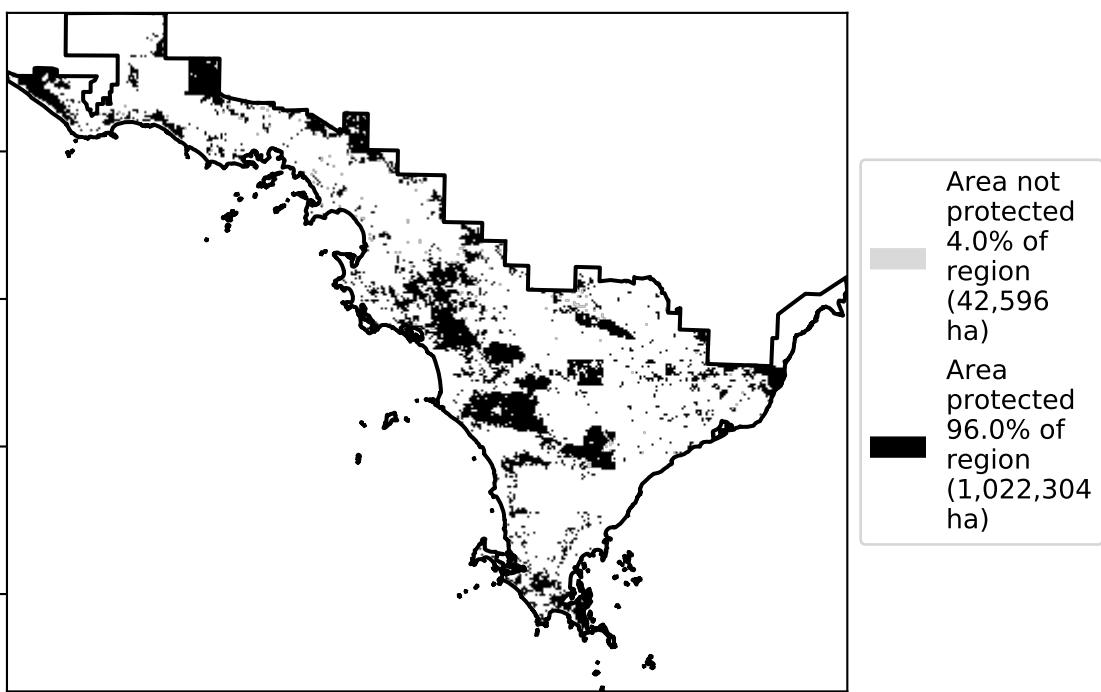 Area not
protected
4.0% of
region
(42,596
ha)
Area
protected
96.0% of
region
(1,022,304
ha)